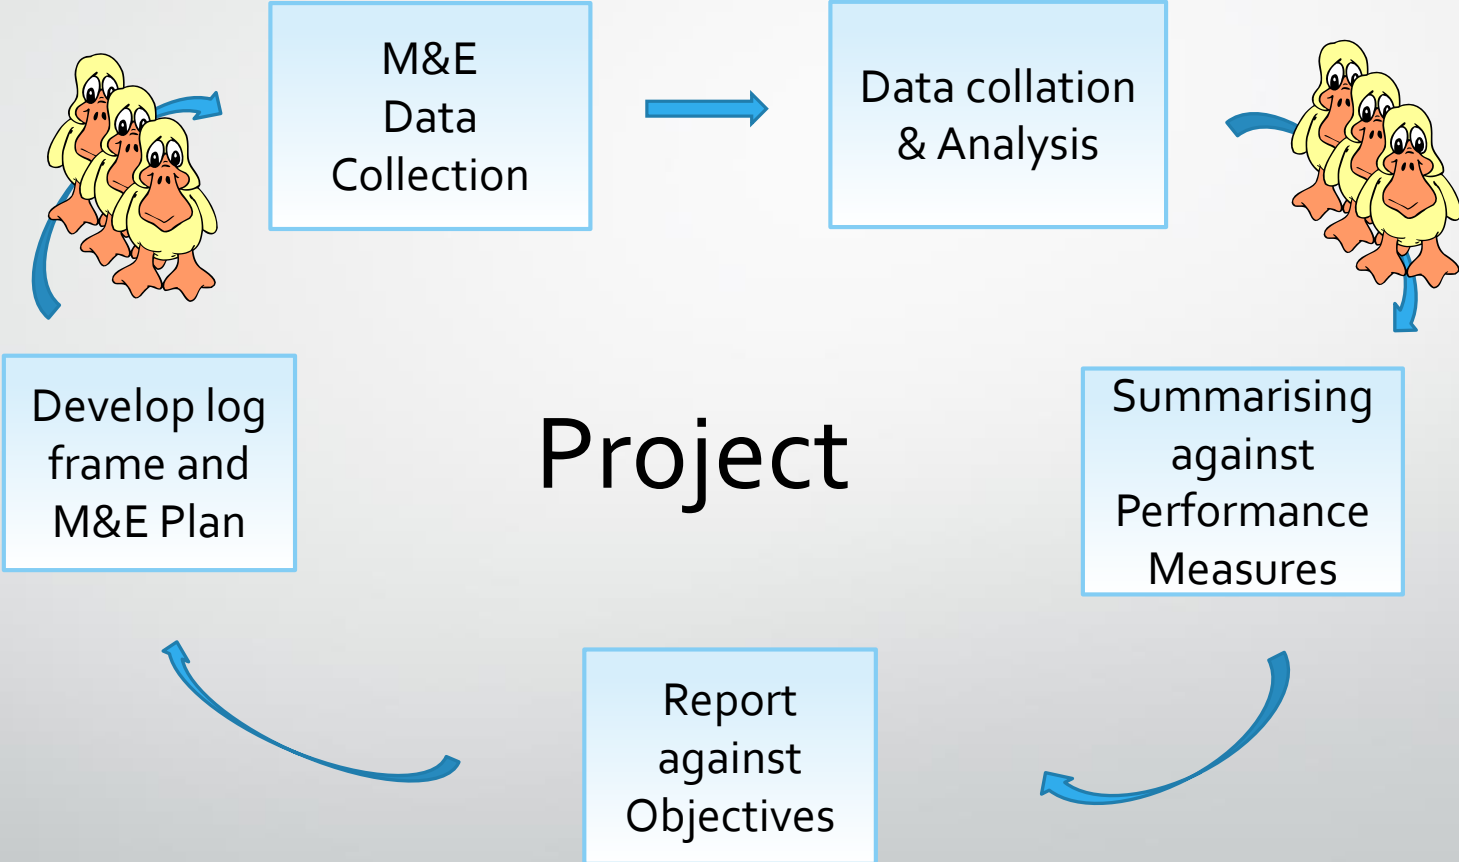 M&E
Data
Collection
Data collation
& Analysis
Develop log
frame and
M&E Plan
Project
Summarising
against
Performance
Measures
Report
against
Objectives